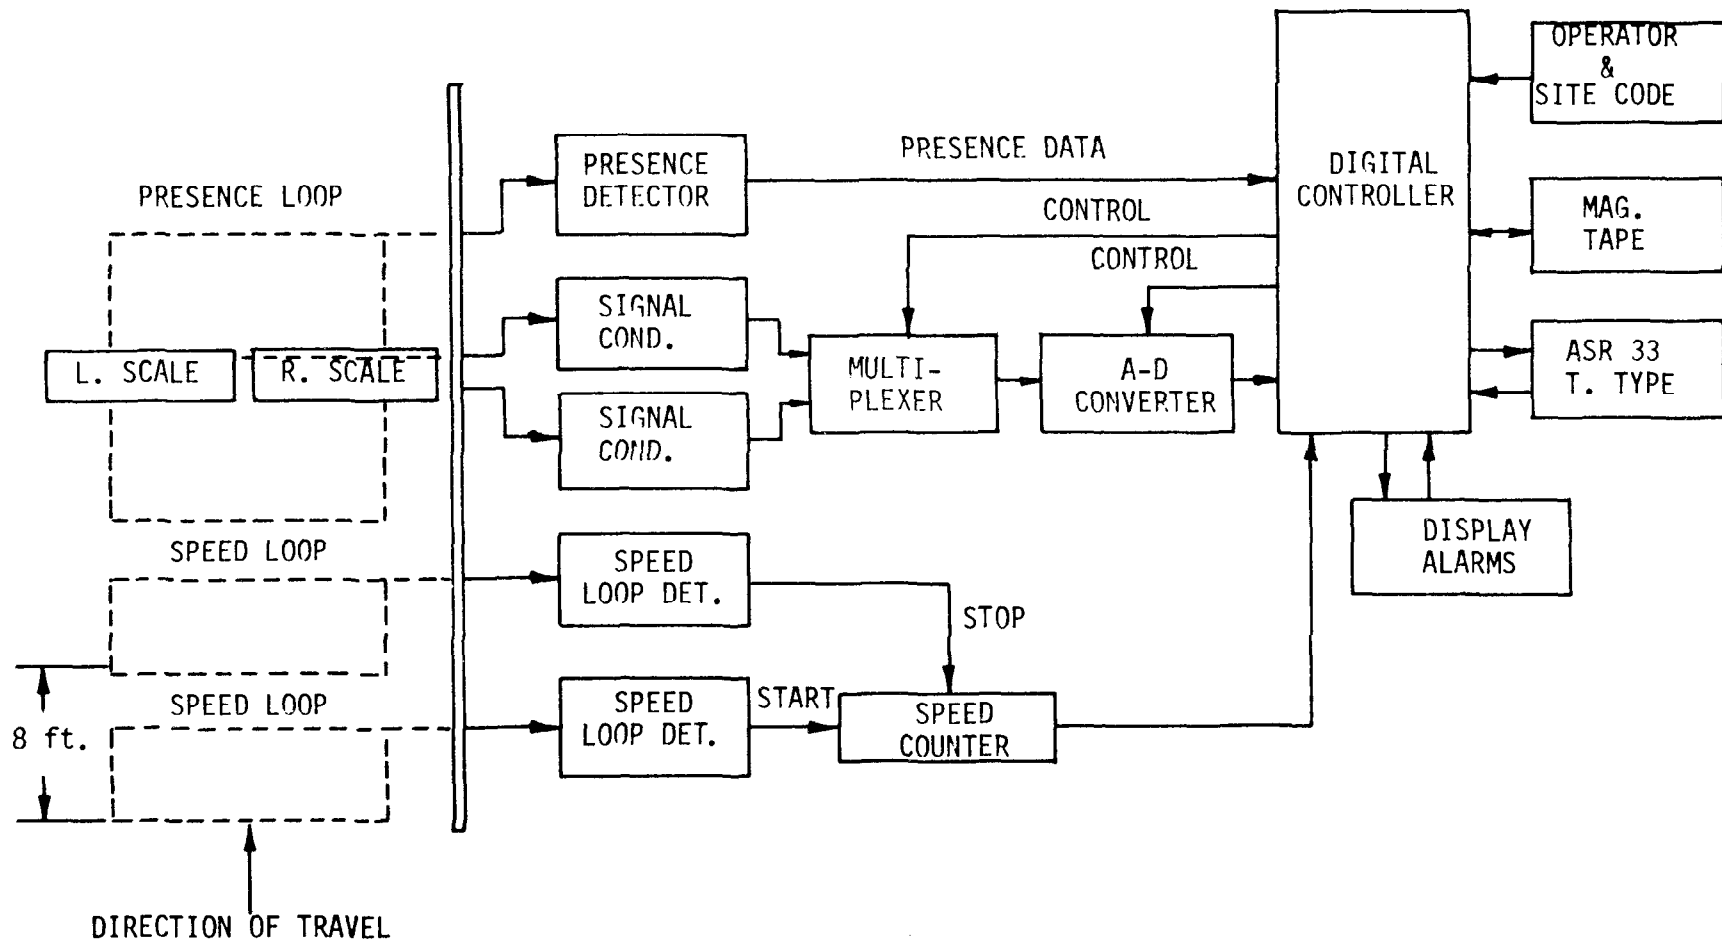 OPERATOR
&
SITE CODE
PRESENCE DATA
PRESENCE
DETECTOR
DIGITAL
CONTROLLER
PRESENCE LOOP
CONTROL
MAG.
TAPE
CONTROL
SIGNAL
COND.
L. SCALE
R. SCALE
MULTI-
PLEXER
A-D
CONVERTER
ASR 33
T. TYPE
SIGNAL
COND.
SPEED LOOP
SPEED
LOOP DET.
STOP
DISPLAY
ALARMS
SPEED LOOP
8 ft.
SPEED
LOOP DET.
START
SPEED
COUNTER
DIRECTION OF TRAVEL